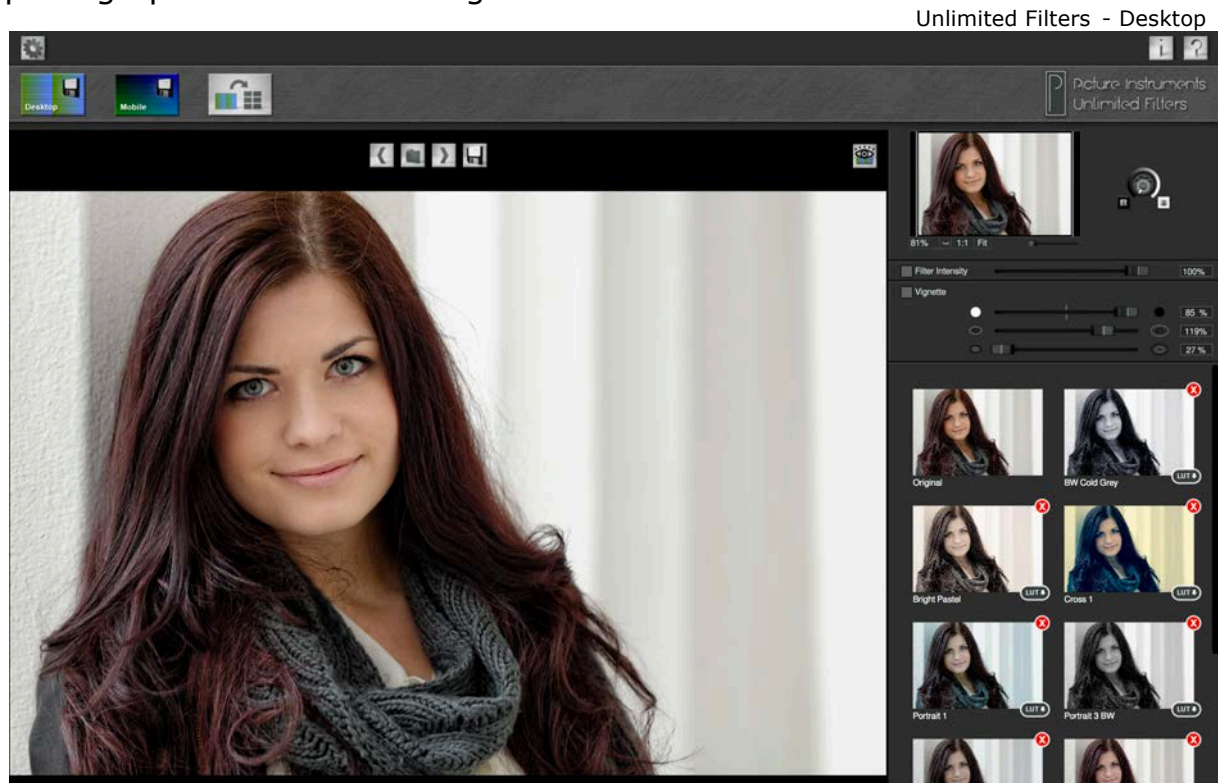 Unlimited Filters - Desktop
i ?
Desktop
Mobile
Picture Instruments
Unlimited Filters
81% 1:1 Fit
Filter Intensity 100%
Vignette
85 %
119%
27 %
X
Original
BW Cold Grey LUT
X X
Bright Pastel LUT
Cross 1 LUT
X X
Portrait 1 LUT
Portrait 3 BW LUT
X X